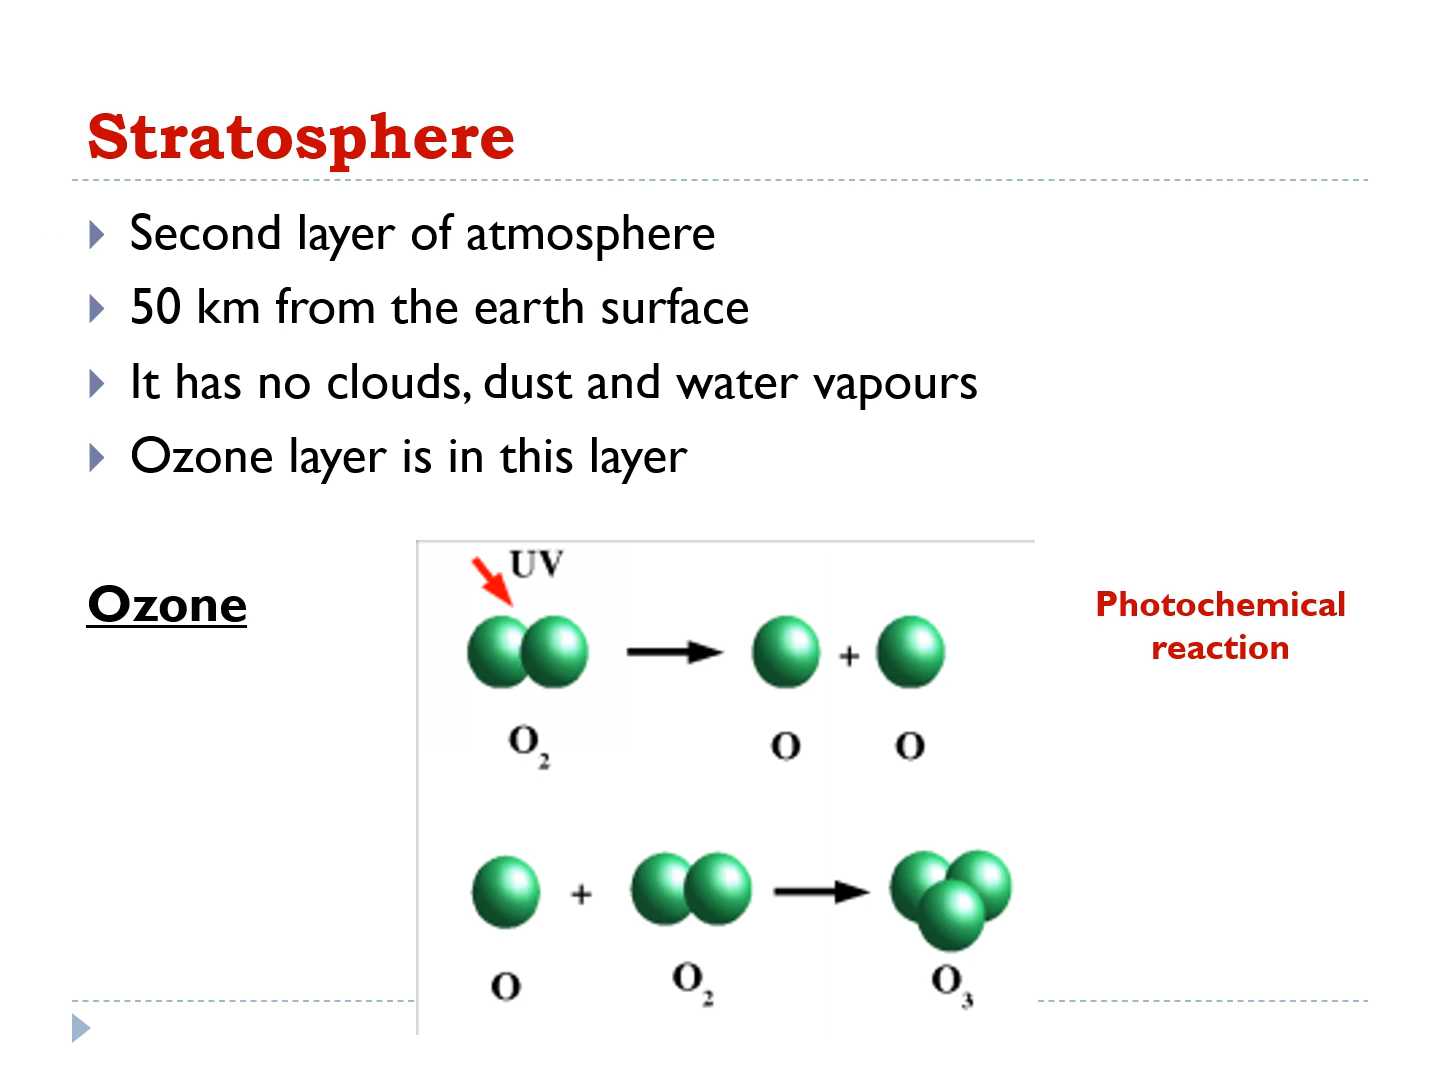 Stratosphere
Second layer of atmosphere
50 km from the earth surface
It has no clouds, dust and water vapours
Ozone layer is in this layer
Ozone
UV
+
O₂ O O
Photochemical
reaction
+
O O₂ O₃